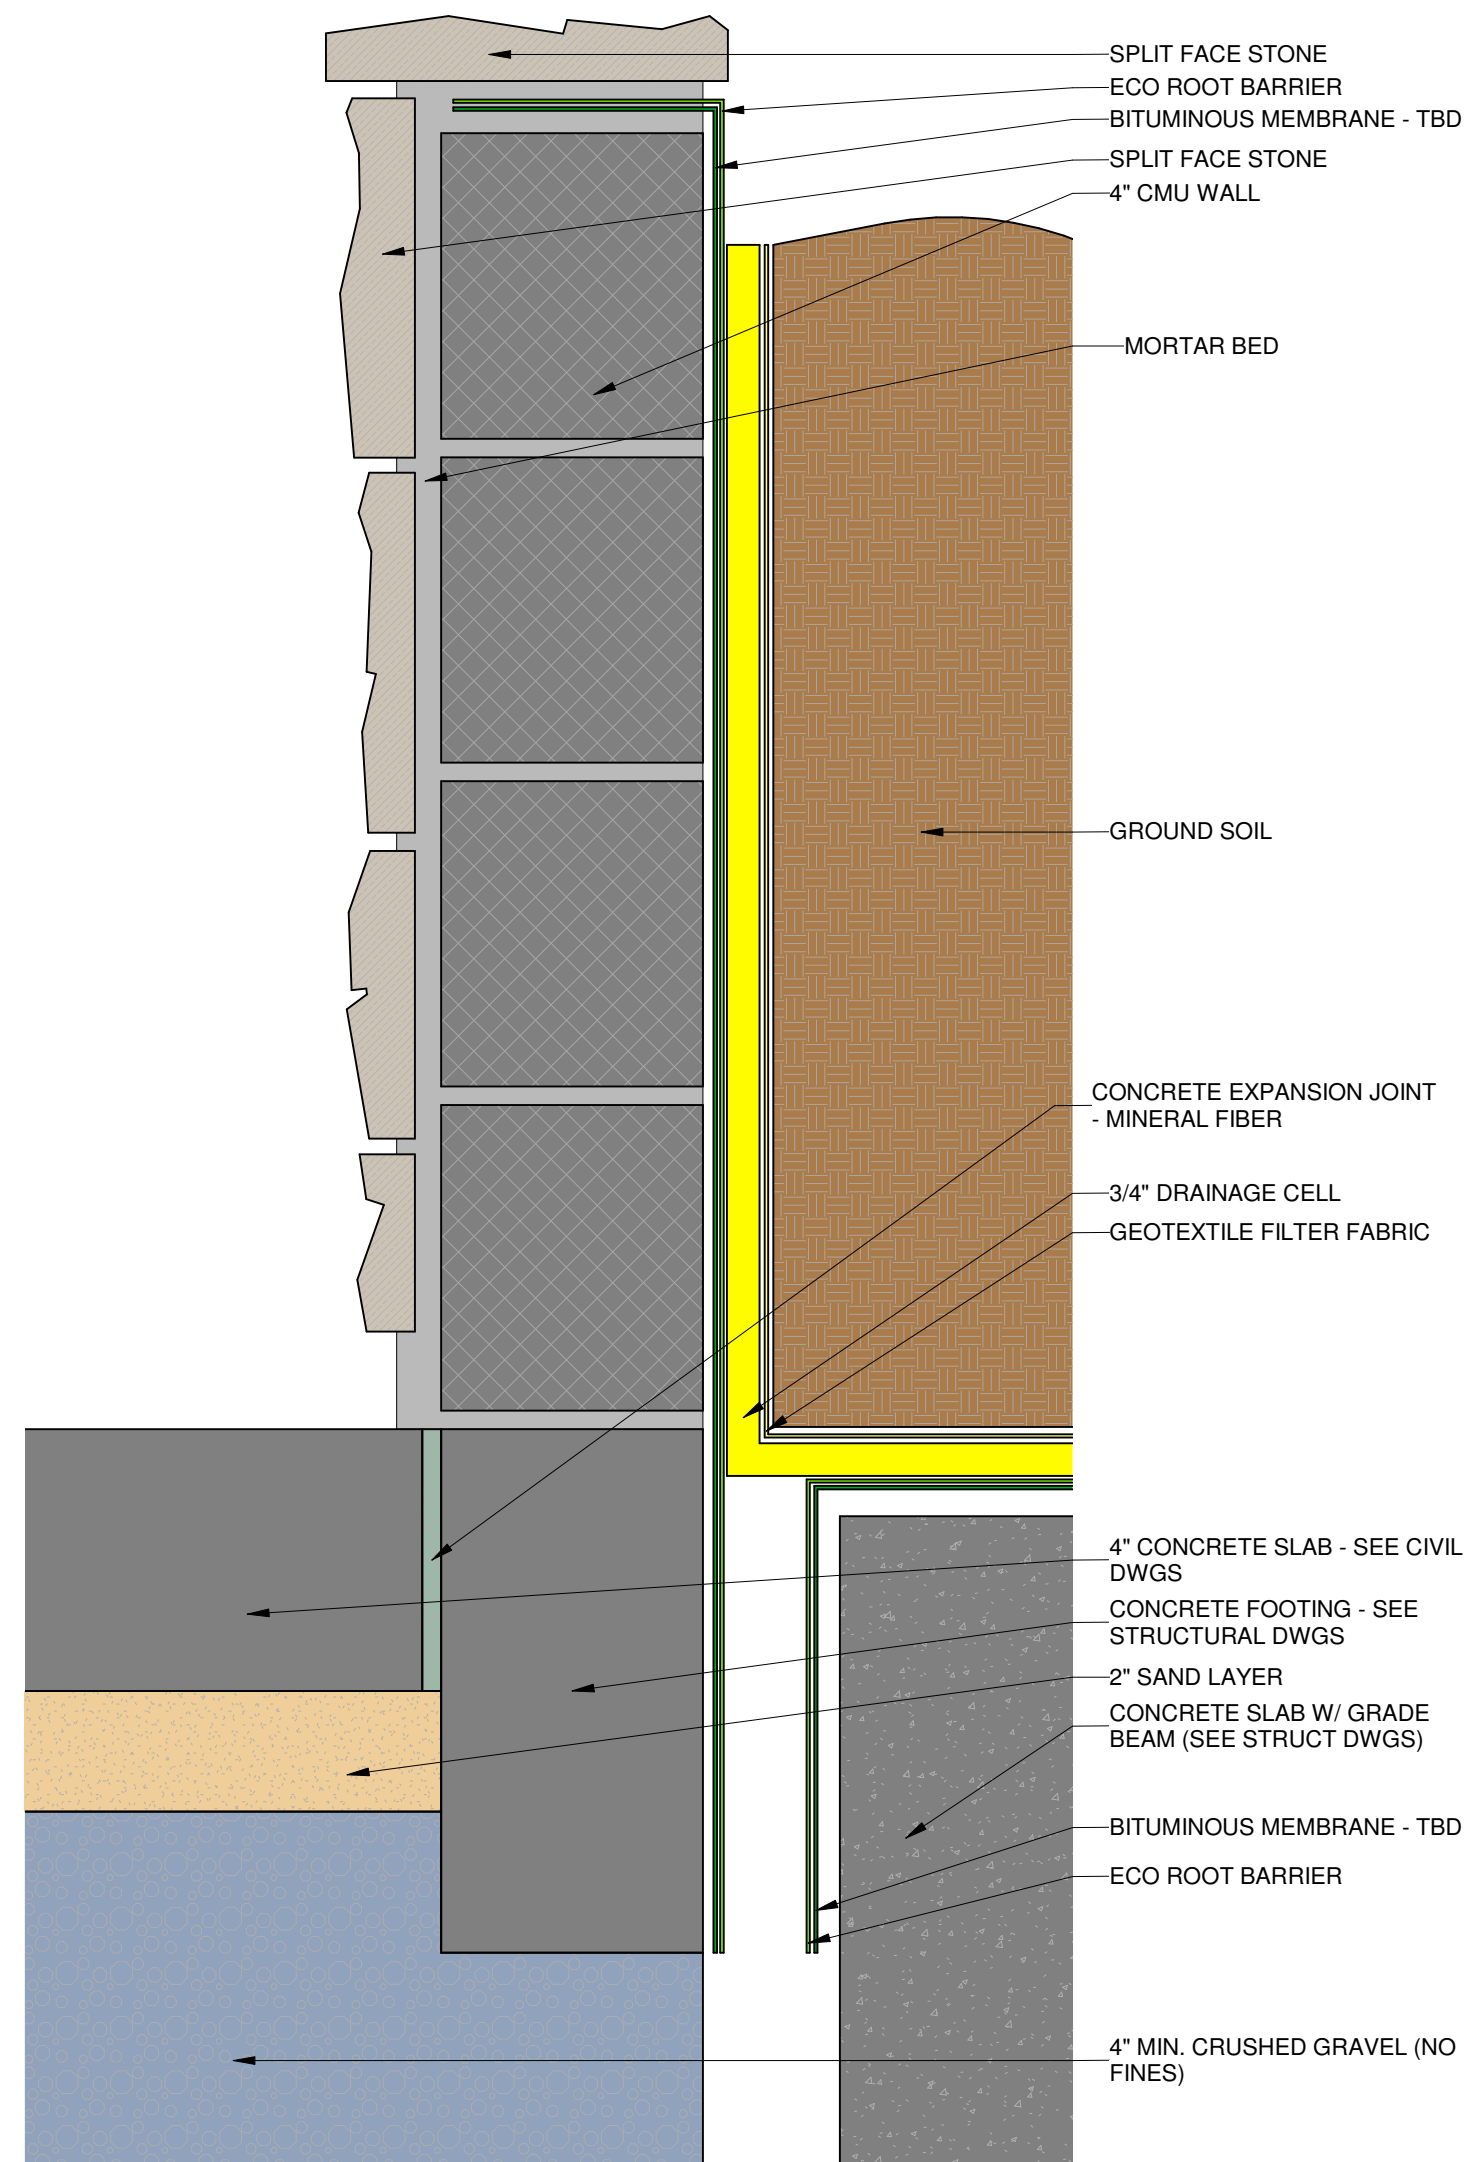 SPLIT FACE STONE
ECO ROOT BARRIER
BITUMINOUS MEMBRANE - TBD
SPLIT FACE STONE
4" CMU WALL
MORTAR BED
GROUND SOIL
CONCRETE EXPANSION JOINT
- MINERAL FIBER
3/4" DRAINAGE CELL
GEOTEXTILE FILTER FABRIC
4" CONCRETE SLAB - SEE CIVIL
DWGS
CONCRETE FOOTING - SEE
STRUCTURAL DWGS
2" SAND LAYER
CONCRETE SLAB W/ GRADE
BEAM (SEE STRUCT DWGS)
BITUMINOUS MEMBRANE - TBD
ECO ROOT BARRIER
4" MIN. CRUSHED GRAVEL (NO
FINES)